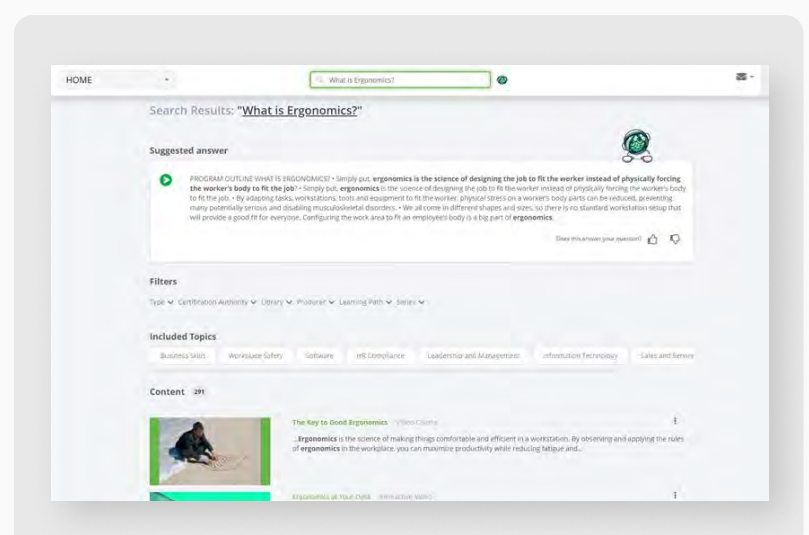 HOME
What is Ergonomics?
Search Results: "What is Ergonomics?"
Suggested answer
PROGRAM OUTLINE WHAT IS ERGONOMICS? • Simply put, ergonomics is the science of designing the job to fit the worker instead of physically forcing
the worker's body to fit the job? • Simply put, ergonomics is the science of designing the job to fit the worker instead of physically forcing the worker's body
to fit the job. • By adapting tasks, workstations, tools and equipment to fit the worker, physical stress on a worker's body parts can be reduced, preventing
many potentially serious and disabling musculoskeletal disorders. • We all come in different shapes and sizes, so there is no standard workstation setup that
will provide a good fit for everyone. Configuring the work area to fit an employee's body is a big part of ergonomics.
Does this answer your question?
Filters
Type Certification Authority Library Producer Learning Path Series
Included Topics
Business Skills Workplace Safety Software HR Compliance Leadership and Management Information Technology Sales and Service
Content 291
The Key to Good Ergonomics Video Course
...Ergonomics is the science of making things comfortable and efficient in a workstation. By observing and applying the rules
of ergonomics in the workplace, you can maximize productivity while reducing fatigue and...
Ergonomics at Your Desk Interactive Video